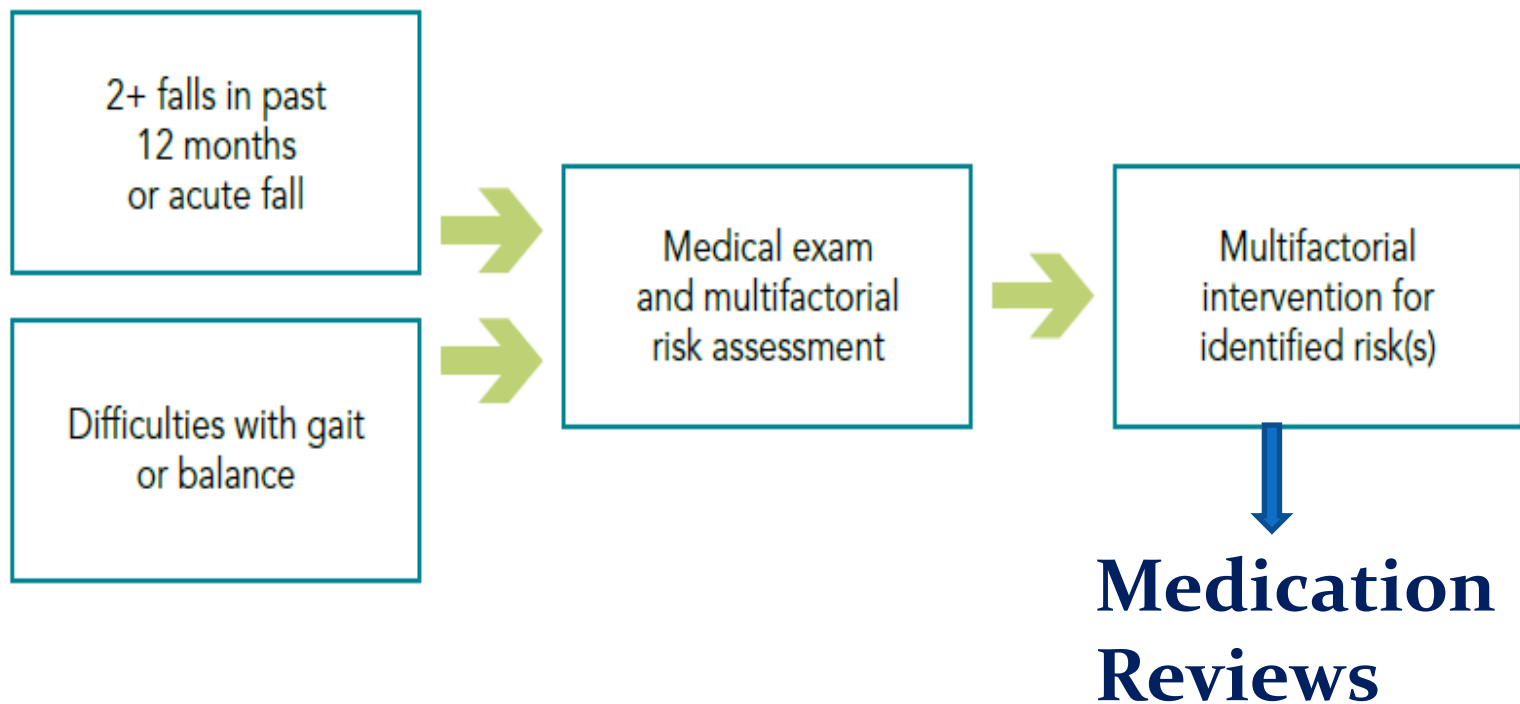 2+ falls in past
12 months
or acute fall
Difficulties with gait
or balance
Medical exam
and multifactorial
risk assessment
Multifactorial
intervention for
identified risk(s)
Medication
Reviews